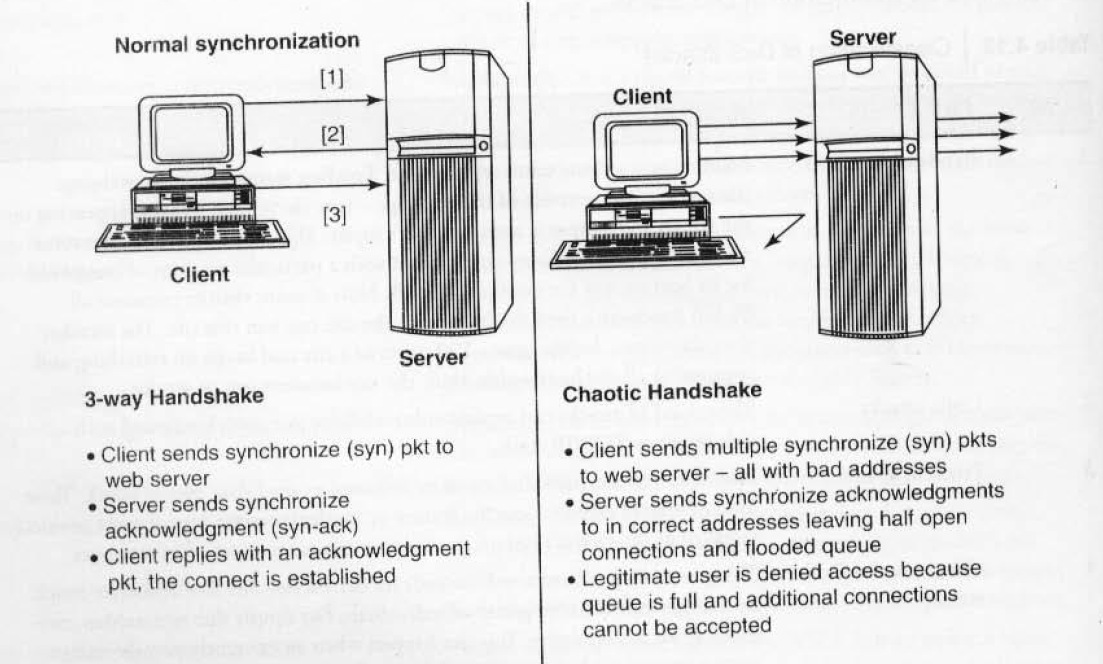 Normal synchronization
[1]
[2]
[3]
Client
Server
3-way Handshake
• Client sends synchronize (syn) pkt to
web server
• Server sends synchronize
acknowledgment (syn-ack)
• Client replies with an acknowledgment
pkt, the connect is established
Server
Client
Chaotic Handshake
• Client sends multiple synchronize (syn) pkts
to web server – all with bad addresses
• Server sends synchronize acknowledgments
to in correct addresses leaving half open
connections and flooded queue
• Legitimate user is denied access because
queue is full and additional connections
cannot be accepted